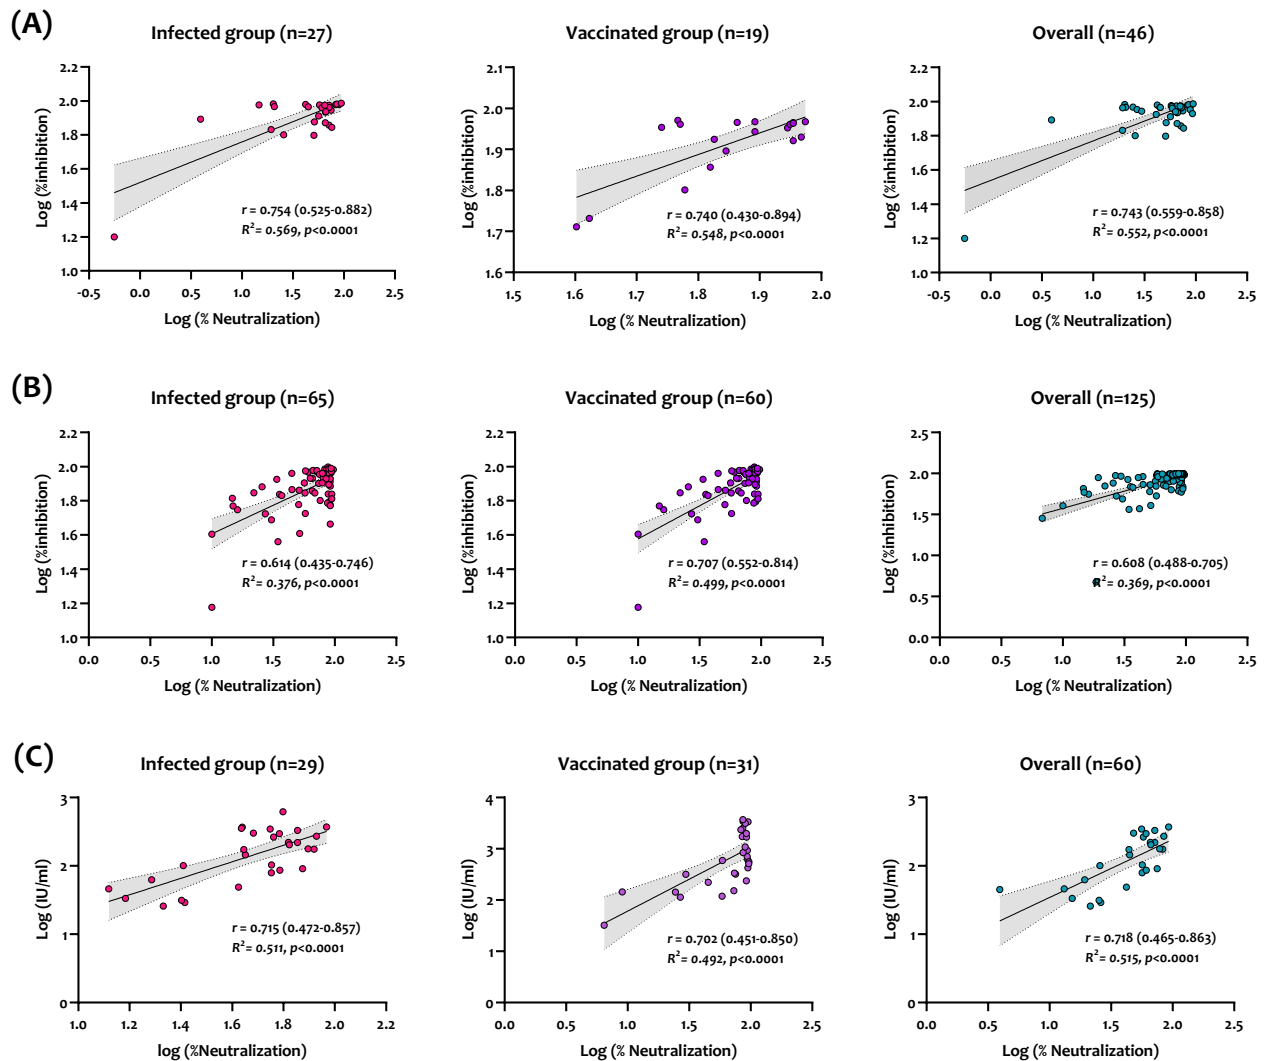 (A)
Infected group (n=27)
Vaccinated group (n=19)
Overall (n=46)
Log (%inhibition)
2.2
2.0
1.8
1.6
1.4
1.2
1.0
r = 0.754 (0.525-0.882)
R²= 0.569, p<0.0001
-0.5 0.0 0.5 1.0 1.5 2.0 2.5
Log (% Neutralization)
Log (%inhibition)
2.1
2.0
1.9
1.8
1.7
1.6
r = 0.740 (0.430-0.894)
R²= 0.548, p<0.0001
1.5 1.6 1.7 1.8 1.9 2.0
Log (% Neutralization)
Log (%inhibition)
2.2
2.0
1.8
1.6
1.4
1.2
1.0
r = 0.743 (0.559-0.858)
R²= 0.552, p<0.0001
-0.5 0.0 0.5 1.0 1.5 2.0 2.5
Log (% Neutralization)
(B)
Infected group (n=65)
Vaccinated group (n=60)
Overall (n=125)
Log (%inhibition)
2.2
2.0
1.8
1.6
1.4
1.2
1.0
r = 0.614 (0.435-0.746)
R²= 0.376, p<0.0001
0.0 0.5 1.0 1.5 2.0 2.5
Log (% Neutralization)
Log (%inhibition)
2.2
2.0
1.8
1.6
1.4
1.2
1.0
r = 0.707 (0.552-0.814)
R²= 0.499, p<0.0001
0.0 0.5 1.0 1.5 2.0 2.5
Log (% Neutralization)
Log (%inhibition)
2.5
2.0
1.5
1.0
0.5
0.0
r = 0.608 (0.488-0.705)
R²= 0.369, p<0.0001
0.0 0.5 1.0 1.5 2.0 2.5
Log (% Neutralization)
(C)
Infected group (n=29)
Vaccinated group (n=31)
Overall (n=60)
Log (IU/ml)
3
2
1
0
r = 0.715 (0.472-0.857)
R²= 0.511, p<0.0001
1.0 1.2 1.4 1.6 1.8 2.0 2.2
log (%Neutralization)
Log (IU/ml)
4
3
2
1
0
r = 0.702 (0.451-0.850)
R²= 0.492, p<0.0001
0.0 0.5 1.0 1.5 2.0 2.5
Log (% Neutralization)
Log (IU/ml)
3
2
1
0
r = 0.718 (0.465-0.863)
R²= 0.515, p<0.0001
0.0 0.5 1.0 1.5 2.0 2.5
Log (% Neutralization)